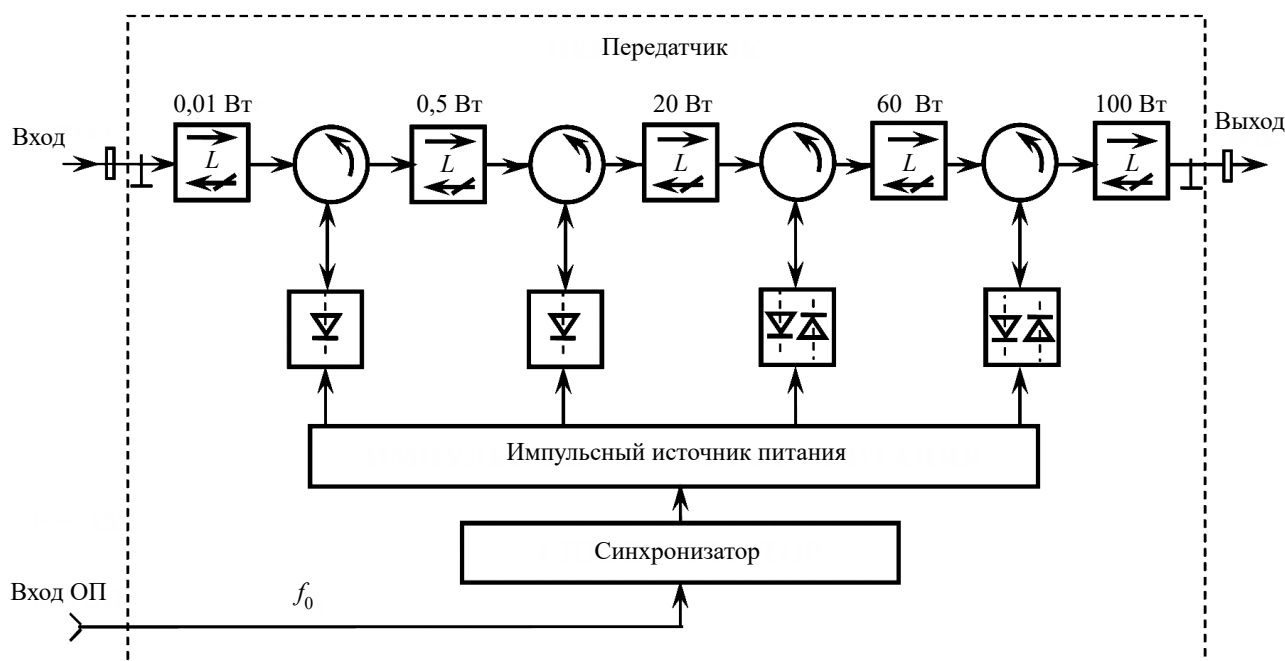 Передатчик
0,01 Вт
0,5 Вт
20 Вт
60 Вт
100 Вт
Вход
Выход
L
L
L
L
L
Импульсный источник питания
Синхронизатор
Вход ОП
f₀